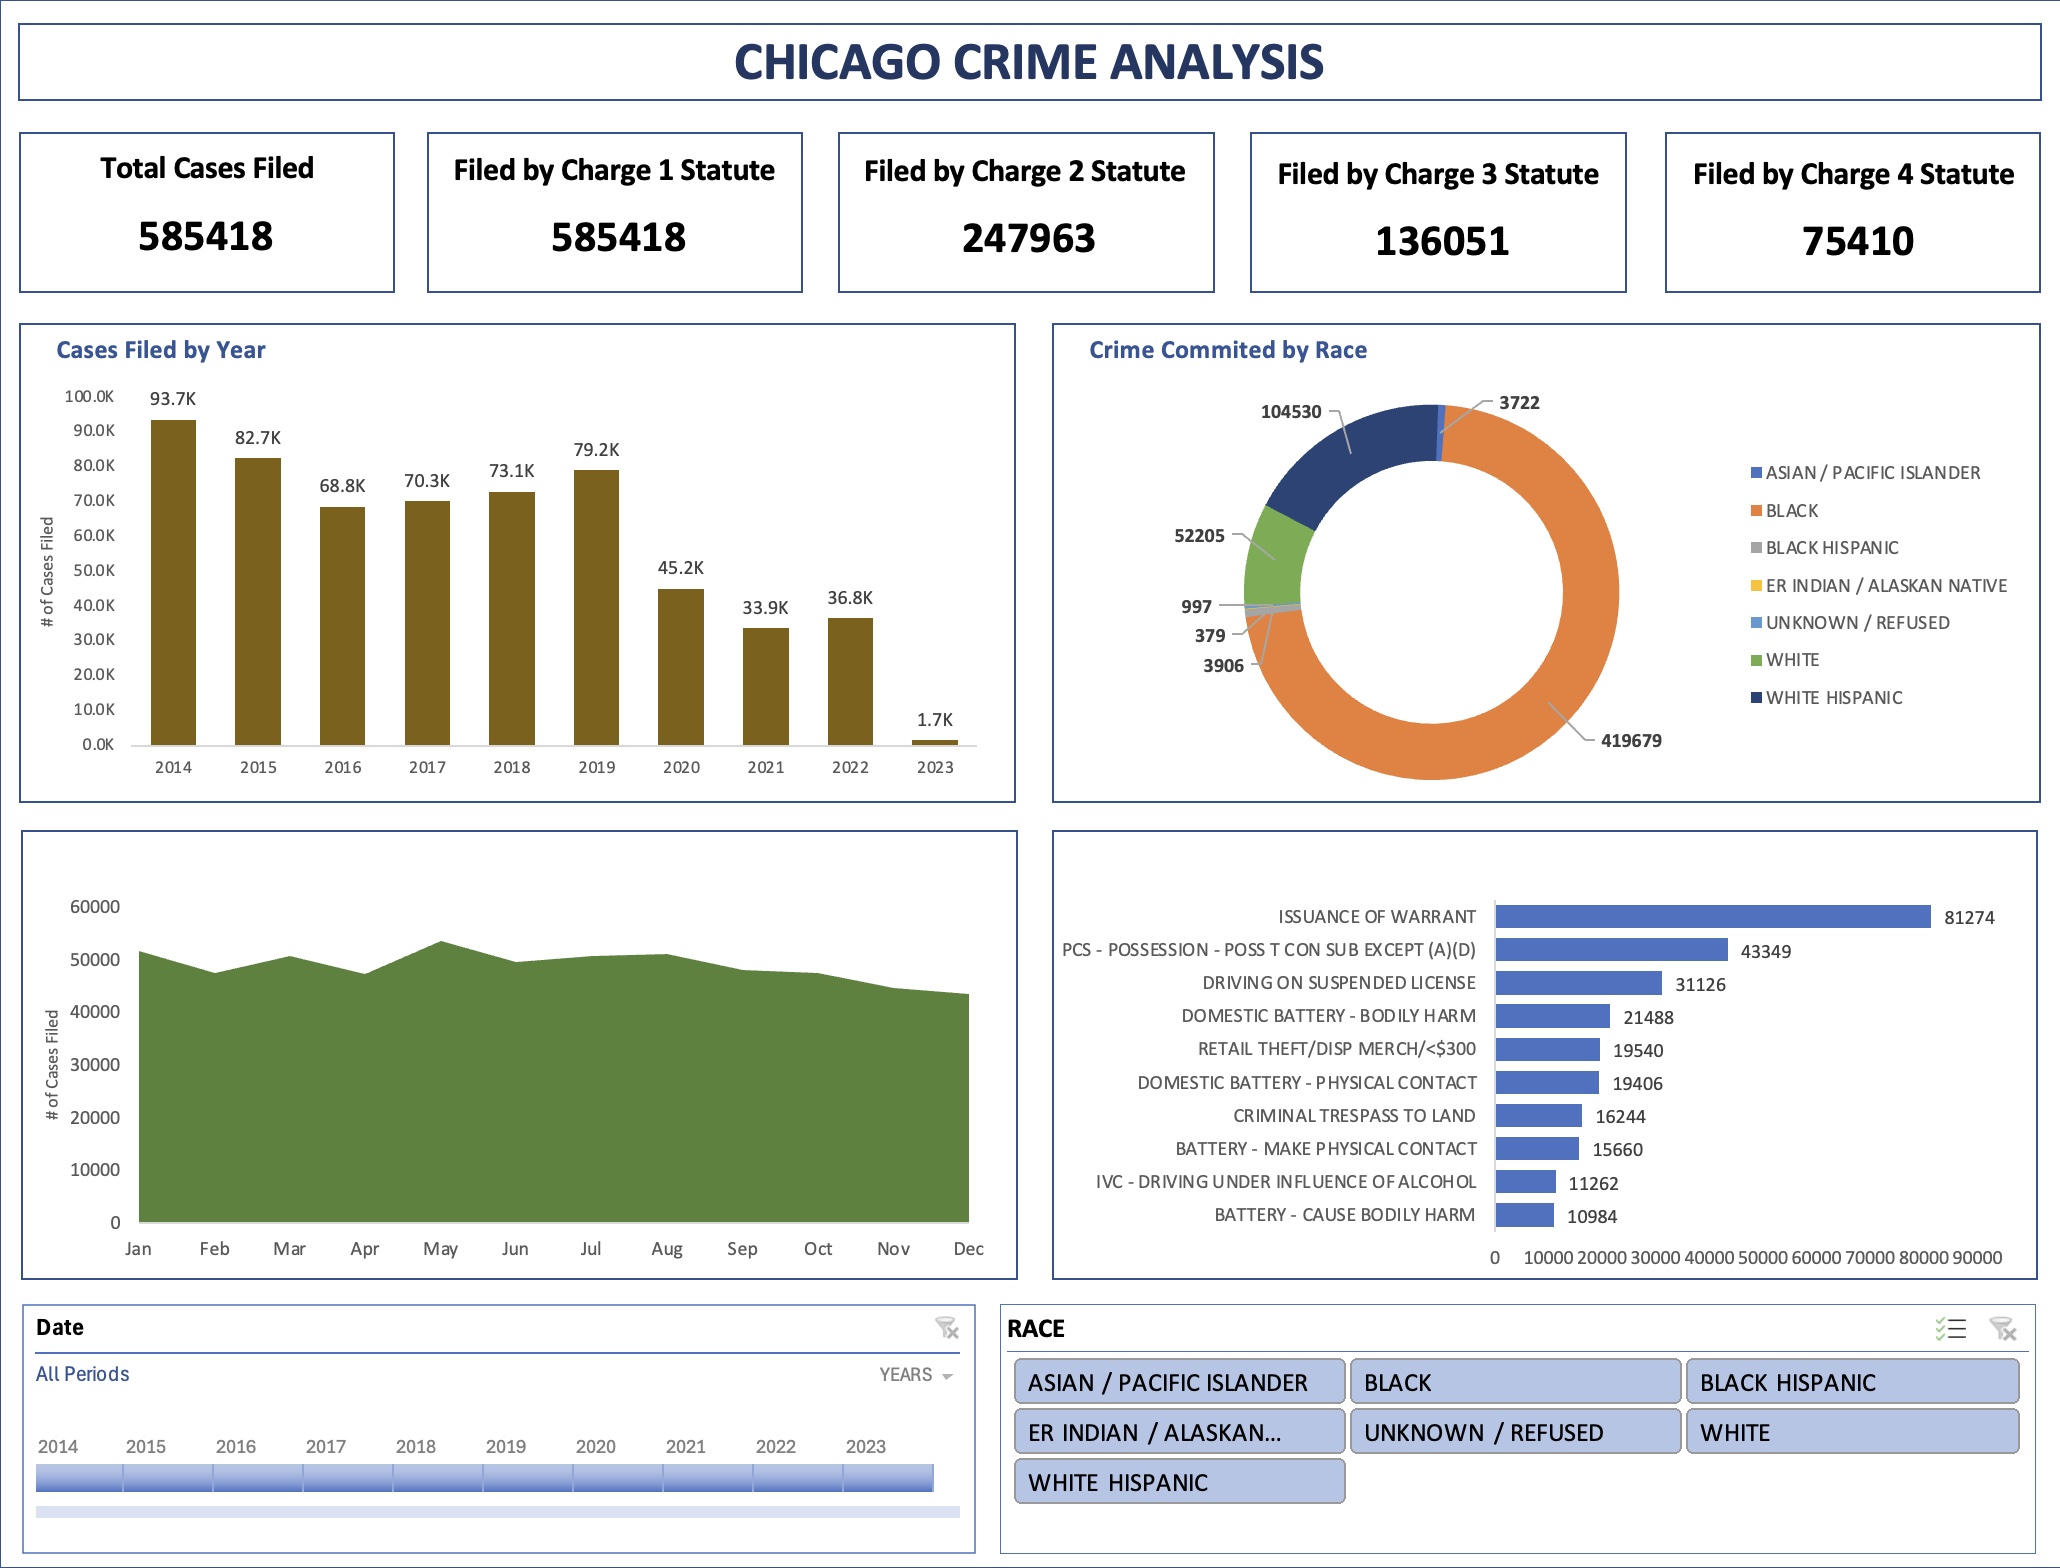 CHICAGO CRIME ANALYSIS
Total Cases Filed
585418
Filed by Charge 1 Statute
585418
Filed by Charge 2 Statute
247963
Filed by Charge 3 Statute
136051
Filed by Charge 4 Statute
75410
Cases Filed by Year
# of Cases Filed
100.0K
90.0K
80.0K
70.0K
60.0K
50.0K
40.0K
30.0K
20.0K
10.0K
0.0K
93.7K
82.7K
68.8K
70.3K
73.1K
79.2K
45.2K
33.9K
36.8K
1.7K
2014 2015 2016 2017 2018 2019 2020 2021 2022 2023
Crime Commited by Race
104530
3722
52205
997
379
3906
419679
ASIAN / PACIFIC ISLANDER
BLACK
BLACK HISPANIC
ER INDIAN / ALASKAN NATIVE
UNKNOWN / REFUSED
WHITE
WHITE HISPANIC
# of Cases Filed
60000
50000
40000
30000
20000
10000
0
Jan Feb Mar Apr May Jun Jul Aug Sep Oct Nov Dec
ISSUANCE OF WARRANT 81274
PCS - POSSESSION - POSS T CON SUB EXCEPT (A)(D) 43349
DRIVING ON SUSPENDED LICENSE 31126
DOMESTIC BATTERY - BODILY HARM 21488
RETAIL THEFT/DISP MERCH/<$300 19540
DOMESTIC BATTERY - PHYSICAL CONTACT 19406
CRIMINAL TRESPASS TO LAND 16244
BATTERY - MAKE PHYSICAL CONTACT 15660
IVC - DRIVING UNDER INFLUENCE OF ALCOHOL 11262
BATTERY - CAUSE BODILY HARM 10984
0 10000 20000 30000 40000 50000 60000 70000 80000 90000
Date
All Periods YEARS
2014 2015 2016 2017 2018 2019 2020 2021 2022 2023
RACE
ASIAN / PACIFIC ISLANDER BLACK BLACK HISPANIC
ER INDIAN / ALASKAN... UNKNOWN / REFUSED WHITE
WHITE HISPANIC